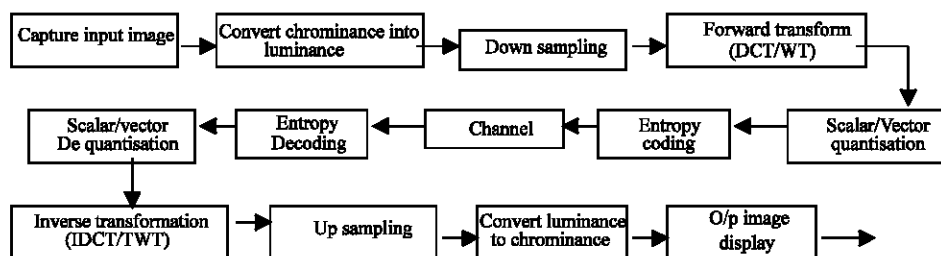 Capture input image
Convert chrominance into
luminance
Down sampling
Forward transform
(DCT/WT)
Scalar/Vector
quantisation
Entropy
coding
Channel
Entropy
Decoding
Scalar/vector
De quantisation
Inverse transformation
(IDCT/TWT)
Up sampling
Convert luminance
to chrominance
O/p image
display